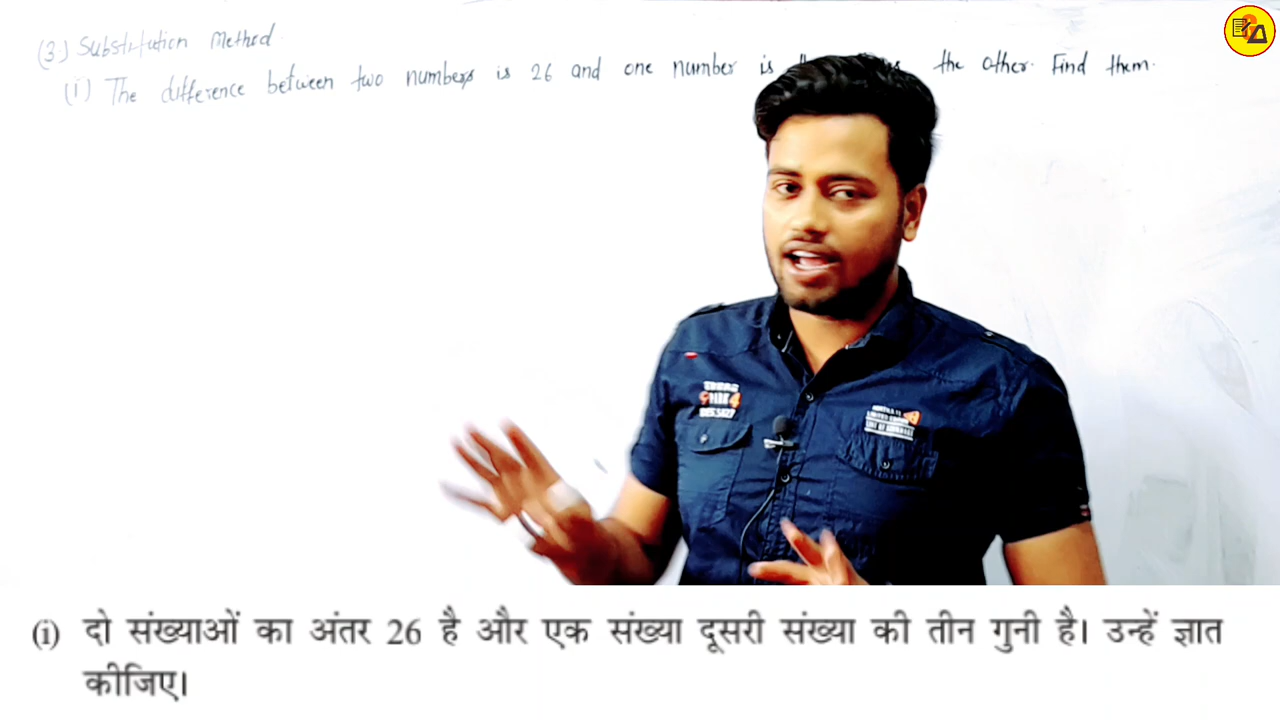 (3.) Substitution Method.
(i) The difference between two numbers is 26 and one number is the other. Find them.
(i) दो संख्याओं का अंतर 26 है और एक संख्या दूसरी संख्या की तीन गुनी है। उन्हें ज्ञात
कीजिए।